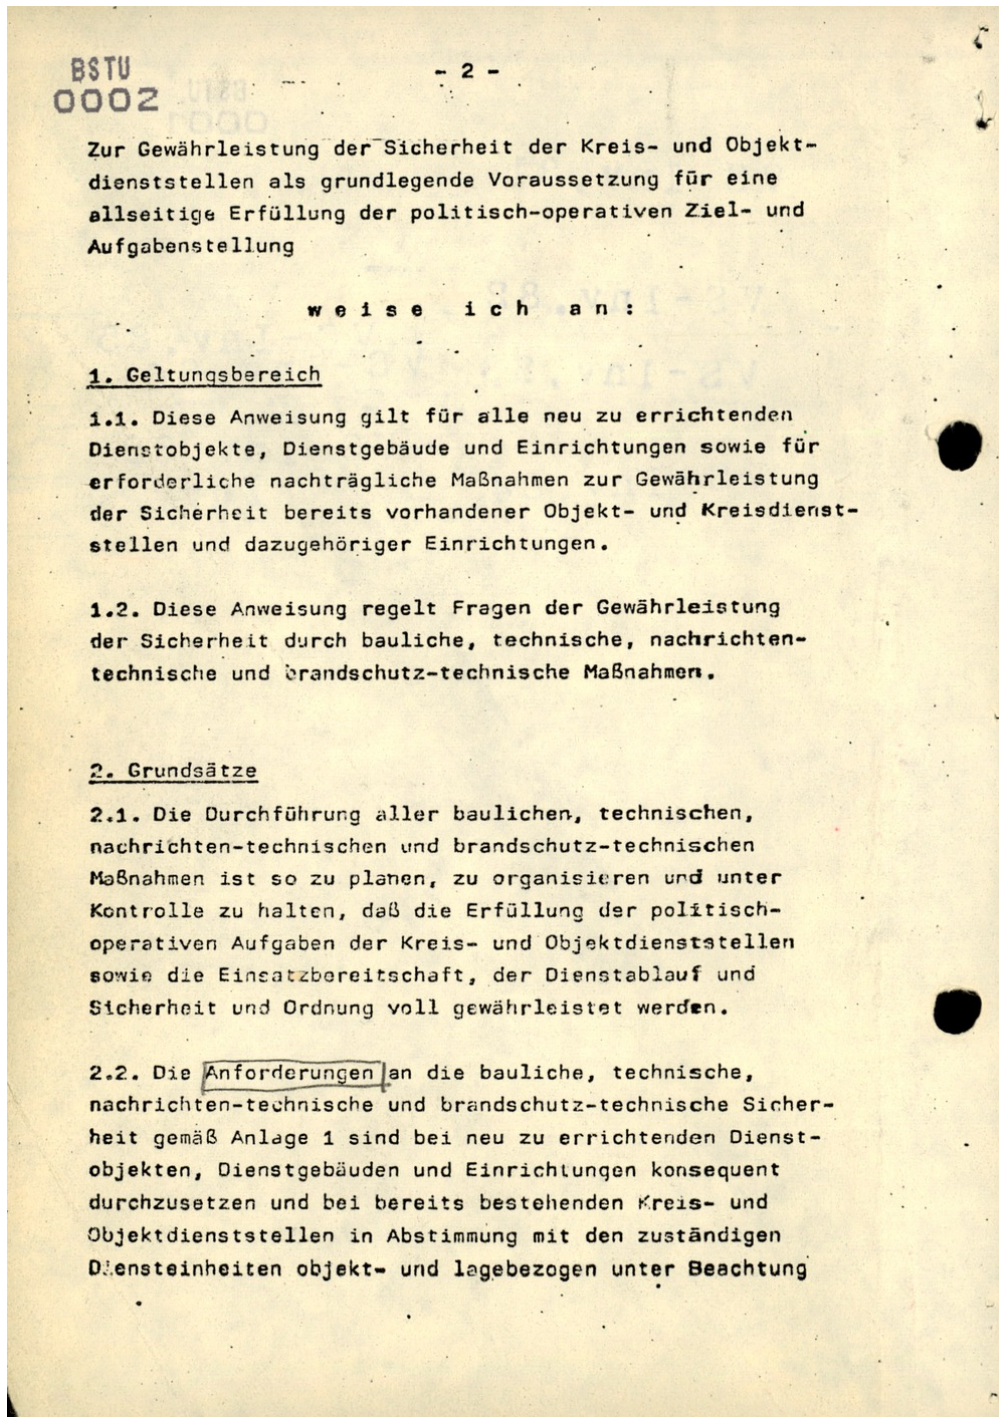 BSTU
0002
- 2 -
Zur Gewährleistung der Sicherheit der Kreis- und Objekt-
dienststellen als grundlegende Voraussetzung für eine
allseitige Erfüllung der politisch-operativen Ziel- und
Aufgabenstellung
weise ich an:
1. Geltungsbereich
1.1. Diese Anweisung gilt für alle neu zu errichtenden
Dienstobjekte, Dienstgebäude und Einrichtungen sowie für
erforderliche nachträgliche Maßnahmen zur Gewährleistung
der Sicherheit bereits vorhandener Objekt- und Kreisdienst-
stellen und dazugehöriger Einrichtungen.
1.2. Diese Anweisung regelt Fragen der Gewährleistung
der Sicherheit durch bauliche, technische, nachrichten-
technische und brandschutz-technische Maßnahmen.
2. Grundsätze
2.1. Die Durchführung aller baulichen, technischen,
nachrichten-technischen und brandschutz-technischen
Maßnahmen ist so zu planen, zu organisieren und unter
Kontrolle zu halten, daß die Erfüllung der politisch-
operativen Aufgaben der Kreis- und Objektdienststellen
sowie die Einsatzbereitschaft, der Dienstablauf und
Sicherheit und Ordnung voll gewährleistet werden.
2.2. Die Anforderungen an die bauliche, technische,
nachrichten-technische und brandschutz-technische Sicher-
heit gemäß Anlage 1 sind bei neu zu errichtenden Dienst-
objekten, Dienstgebäuden und Einrichtungen konsequent
durchzusetzen und bei bereits bestehenden Kreis- und
Objektdienststellen in Abstimmung mit den zuständigen
Diensteinheiten objekt- und lagebezogen unter Beachtung